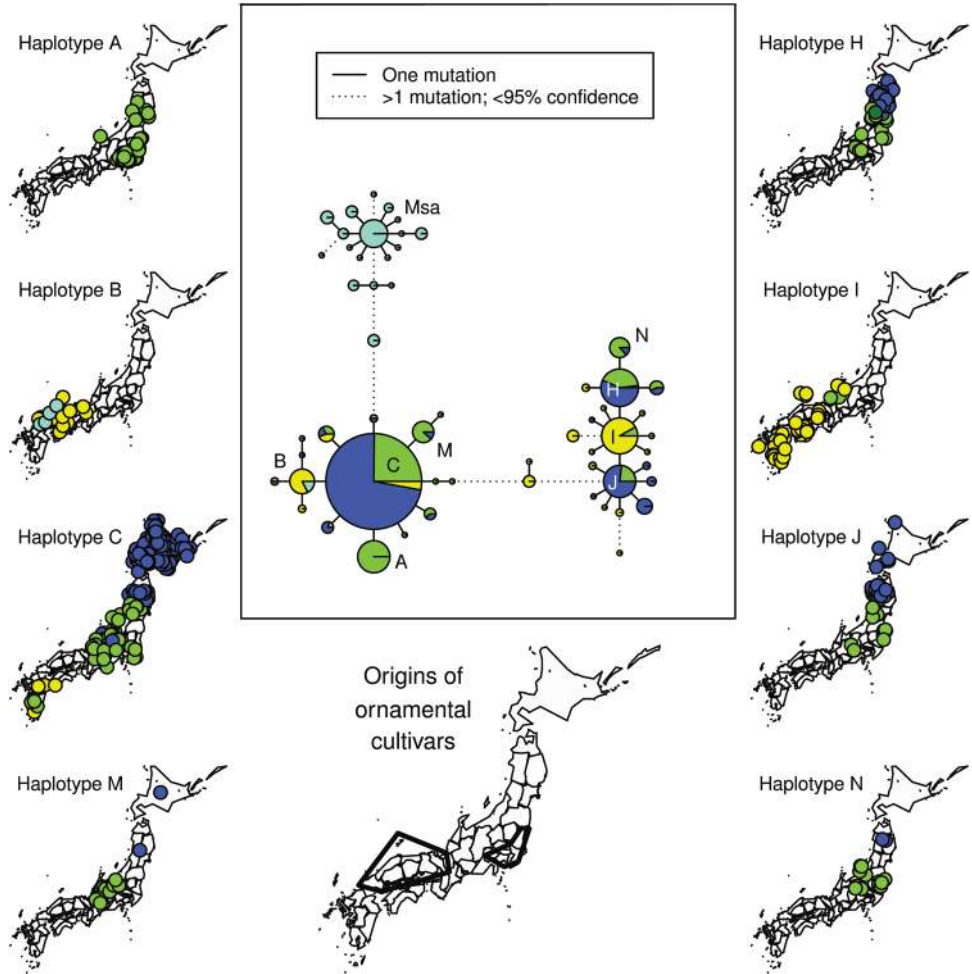 Haplotype A
Haplotype H
One mutation
>1 mutation; <95% confidence
Msa
Haplotype B
Haplotype I
N
H
M
I
B
C
J
A
Haplotype C
Haplotype J
Origins of
ornamental
cultivars
Haplotype M
Haplotype N